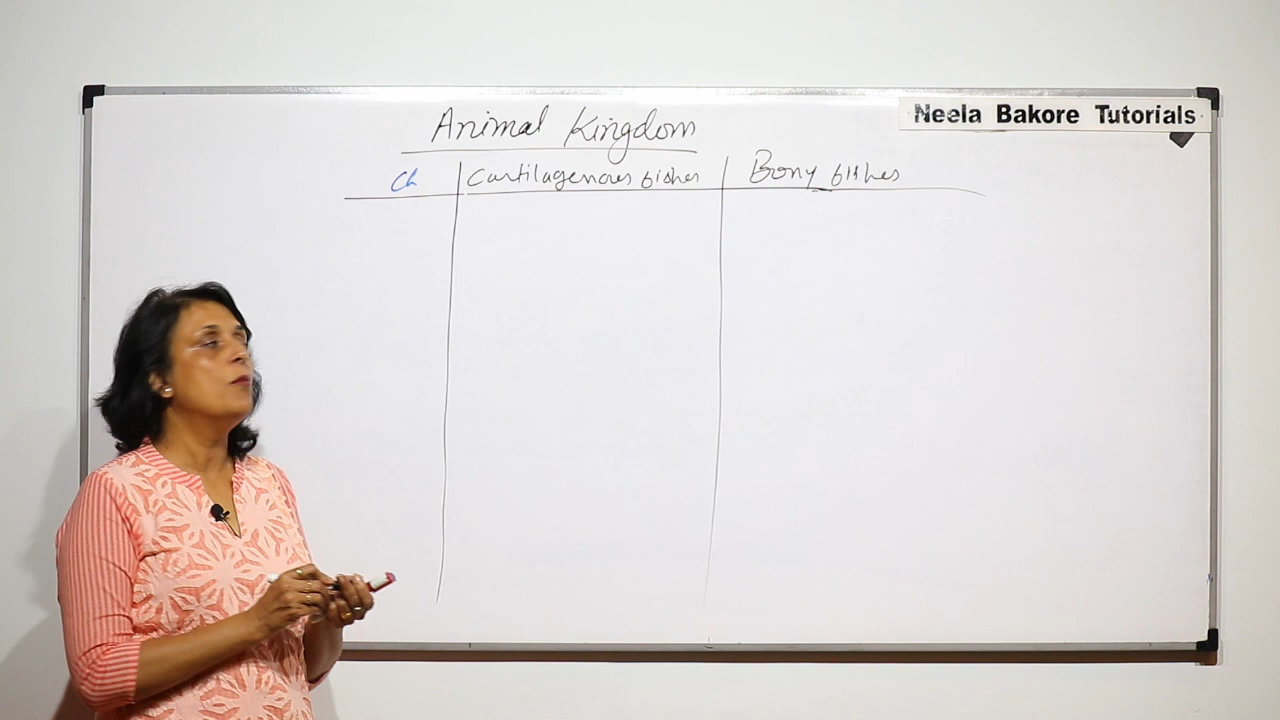 Neela Bakore Tutorials
Animal Kingdom
Ch Cartilagenous fishes Bony fishes